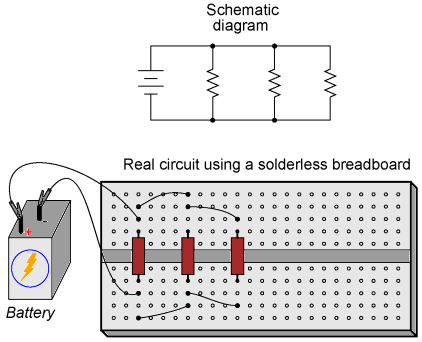 Schematic
diagram
Real circuit using a solderless breadboard
-
+
Battery